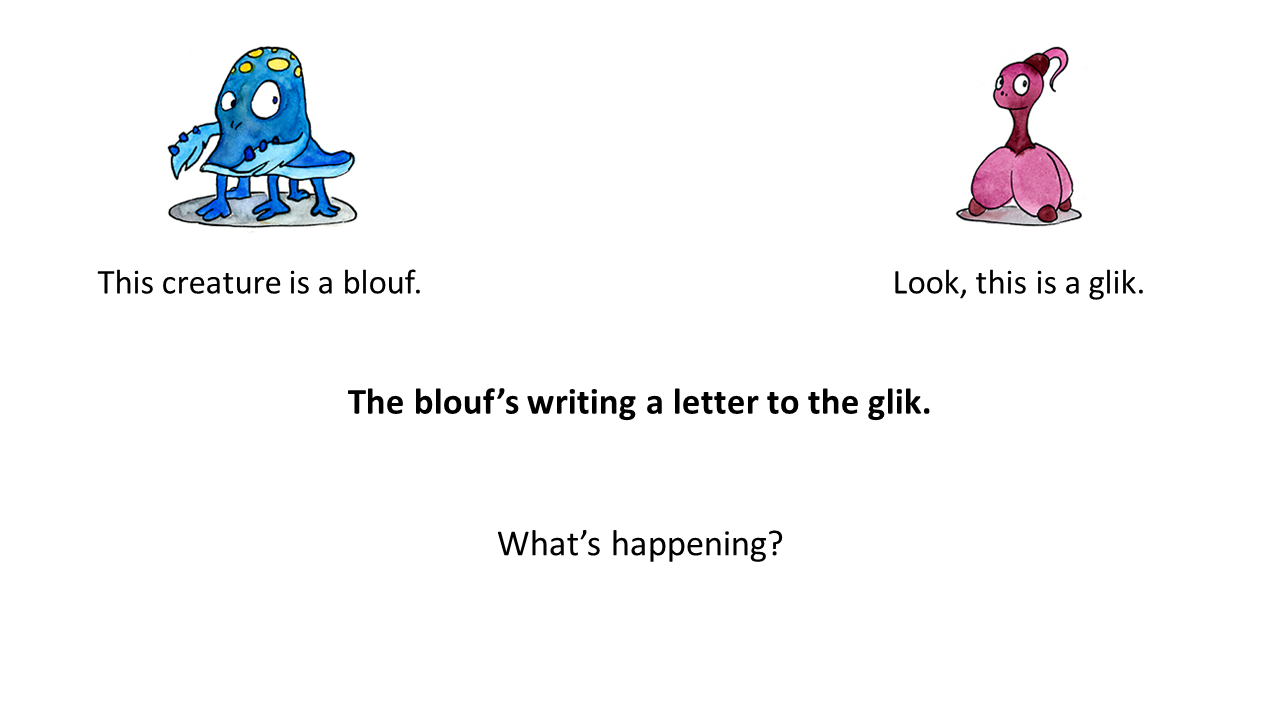 This creature is a blouf.
Look, this is a glik.
The blouf’s writing a letter to the glik.
What’s happening?